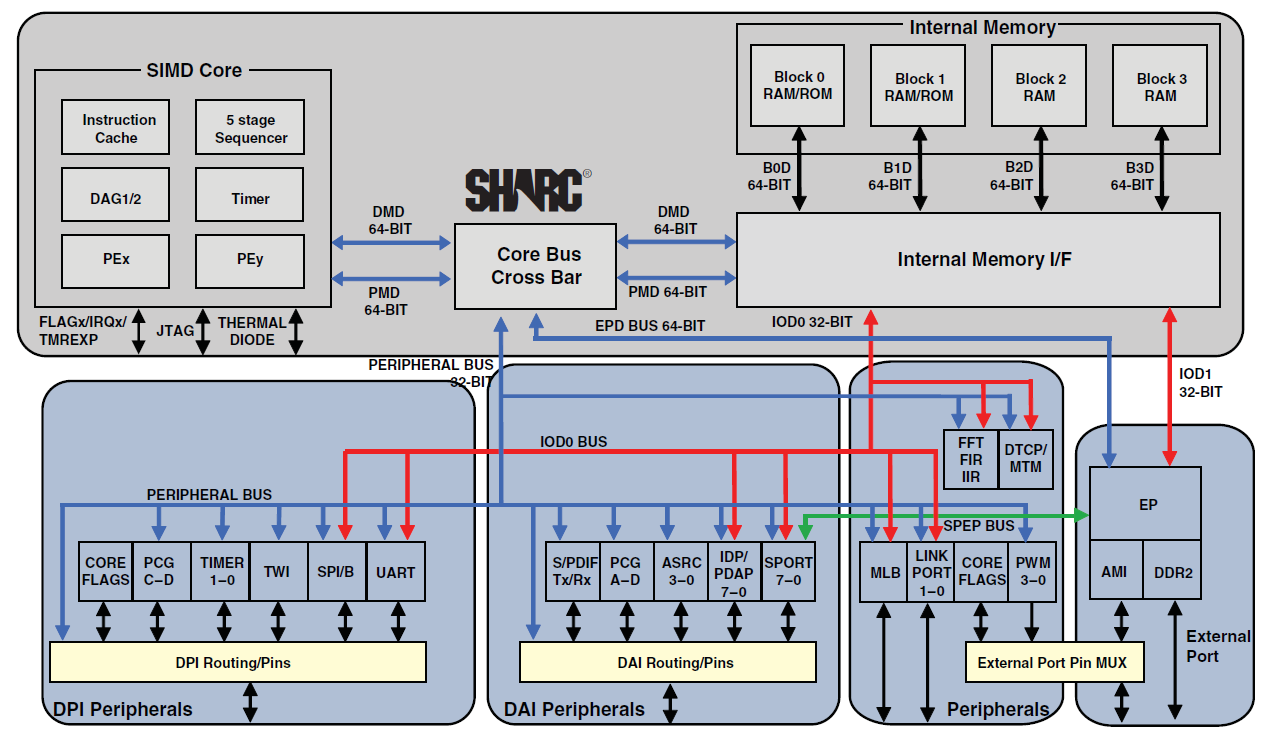 Internal Memory
SIMD Core
Block 0
RAM/ROM
Block 1
RAM/ROM
Block 2
RAM
Block 3
RAM
Instruction
Cache
5 stage
Sequencer
DAG1/2
Timer
PEx
PEy
B0D
64-BIT
B1D
64-BIT
B2D
64-BIT
B3D
64-BIT
SHARC®
DMD
64-BIT
DMD
64-BIT
Core Bus
Cross Bar
Internal Memory I/F
PMD
64-BIT
PMD 64-BIT
FLAGx/IRQx/
TMREXP
JTAG
THERMAL
DIODE
EPD BUS 64-BIT
IOD0 32-BIT
PERIPHERAL BUS
32-BIT
IOD1
32-BIT
IOD0 BUS
FFT
FIR
IIR
DTCP/
MTM
PERIPHERAL BUS
SPEP BUS
EP
CORE
FLAGS
PCG
C–D
TIMER
1–0
TWI
SPI/B
UART
S/PDIF
Tx/Rx
PCG
A–D
ASRC
3–0
IDP/
PDAP
7–0
SPORT
7–0
MLB
LINK
PORT
1–0
CORE
FLAGS
PWM
3–0
AMI
DDR2
DPI Routing/Pins
DAI Routing/Pins
External Port Pin MUX
External
Port
DPI Peripherals
DAI Peripherals
Peripherals